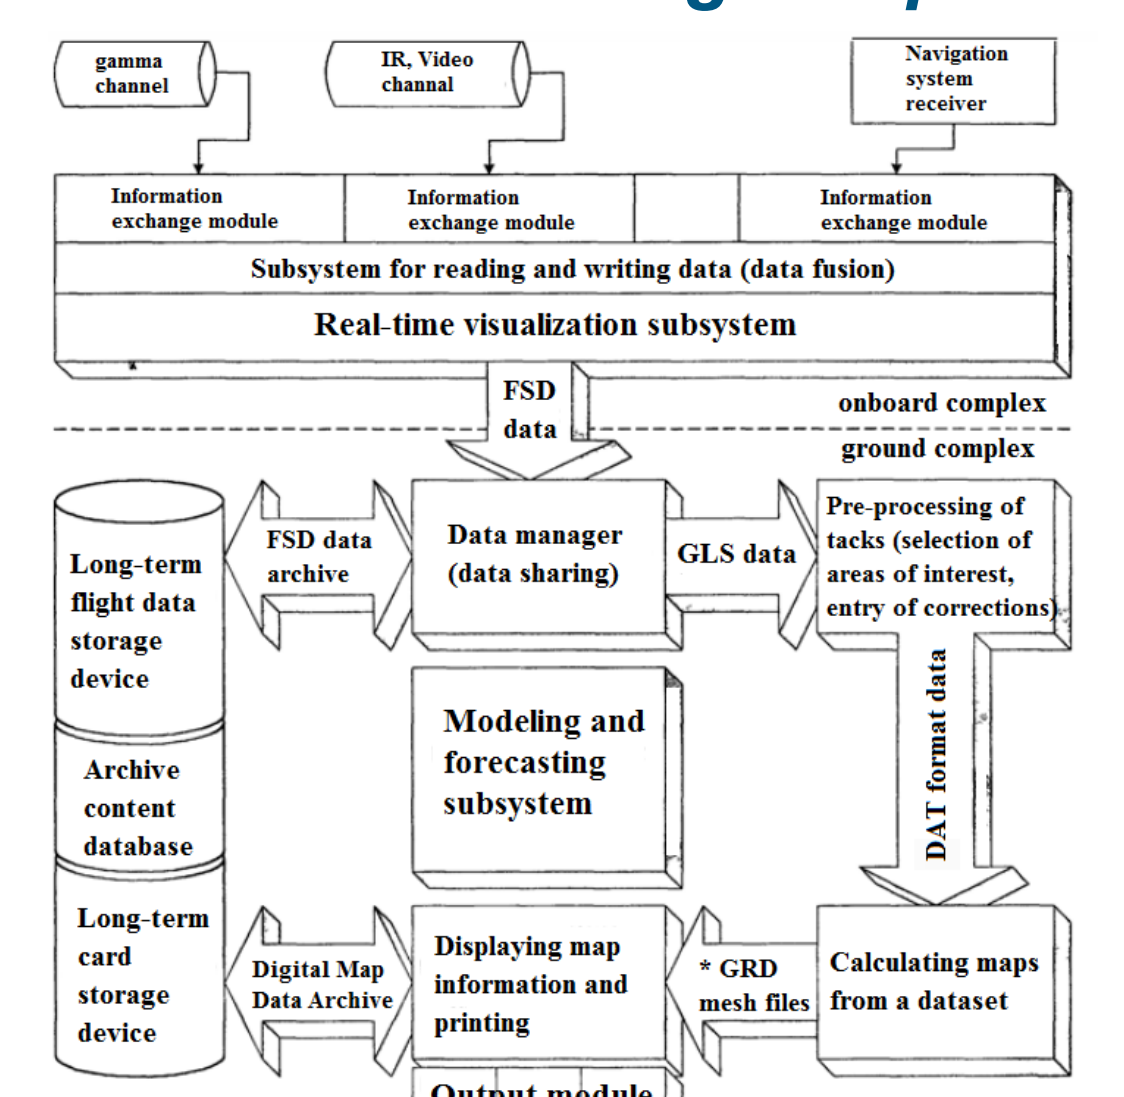 gamma
channel
IR, Video
channal
Navigation
system
receiver
Information
exchange module
Information
exchange module
Information
exchange module
Subsystem for reading and writing data (data fusion)
Real-time visualization subsystem
FSD
data
onboard complex
ground complex
Long-term
flight data
storage
device
FSD data
archive
Data manager
(data sharing)
GLS data
Pre-processing of
tacks (selection of
areas of interest,
entry of corrections)
DAT format data
Modeling and
forecasting
subsystem
Archive
content
database
Long-term
card
storage
device
Digital Map
Data Archive
Displaying map
information and
printing
* GRD
mesh files
Calculating maps
from a dataset
Output module